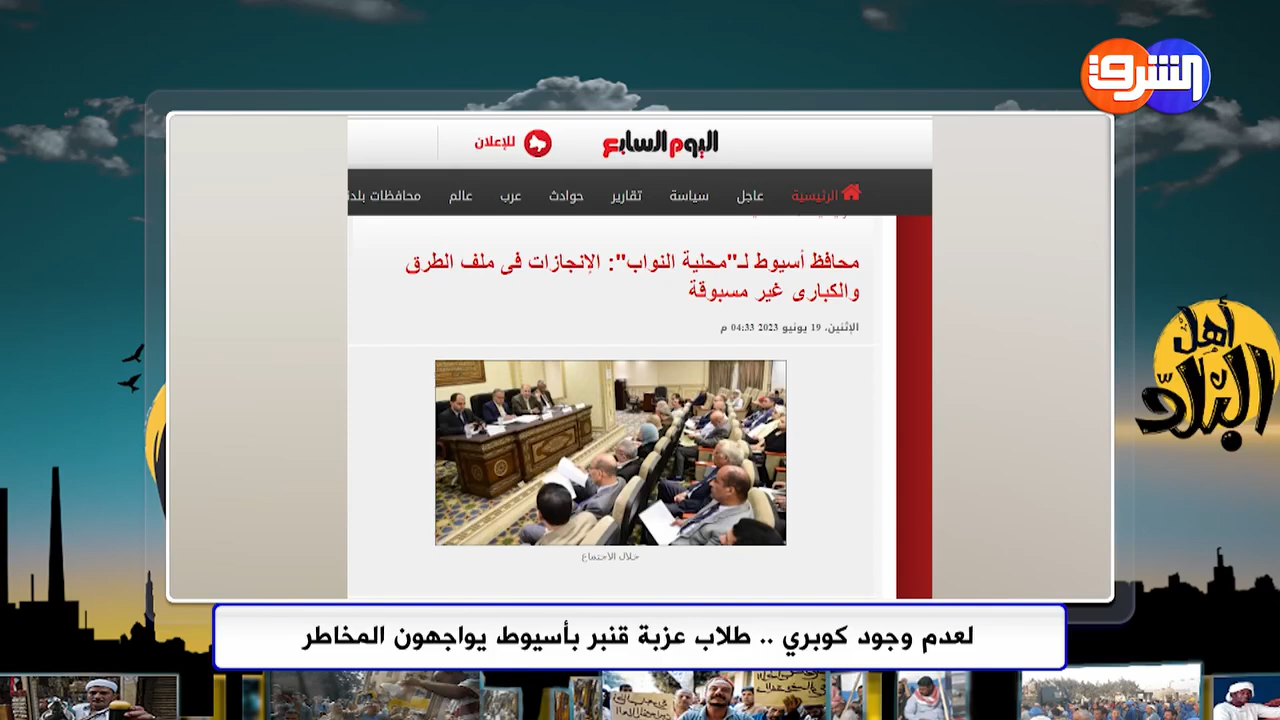 الشرق
اليوم السابع
للإعلان
الرئيسية
عاجل
سياسة
تقارير
حوادث
عرب
عالم
محافظات بلدنا
محافظ أسيوط لـ"محلية النواب": الإنجازات فى ملف الطرق
والكبارى غير مسبوقة
الإثنين، 19 يونيو 2023 04:33 م
خلال الاجتماع
أهل
البلد
لعدم وجود كوبري .. طلاب عزبة قنبر بأسيوط يواجهون المخاطر